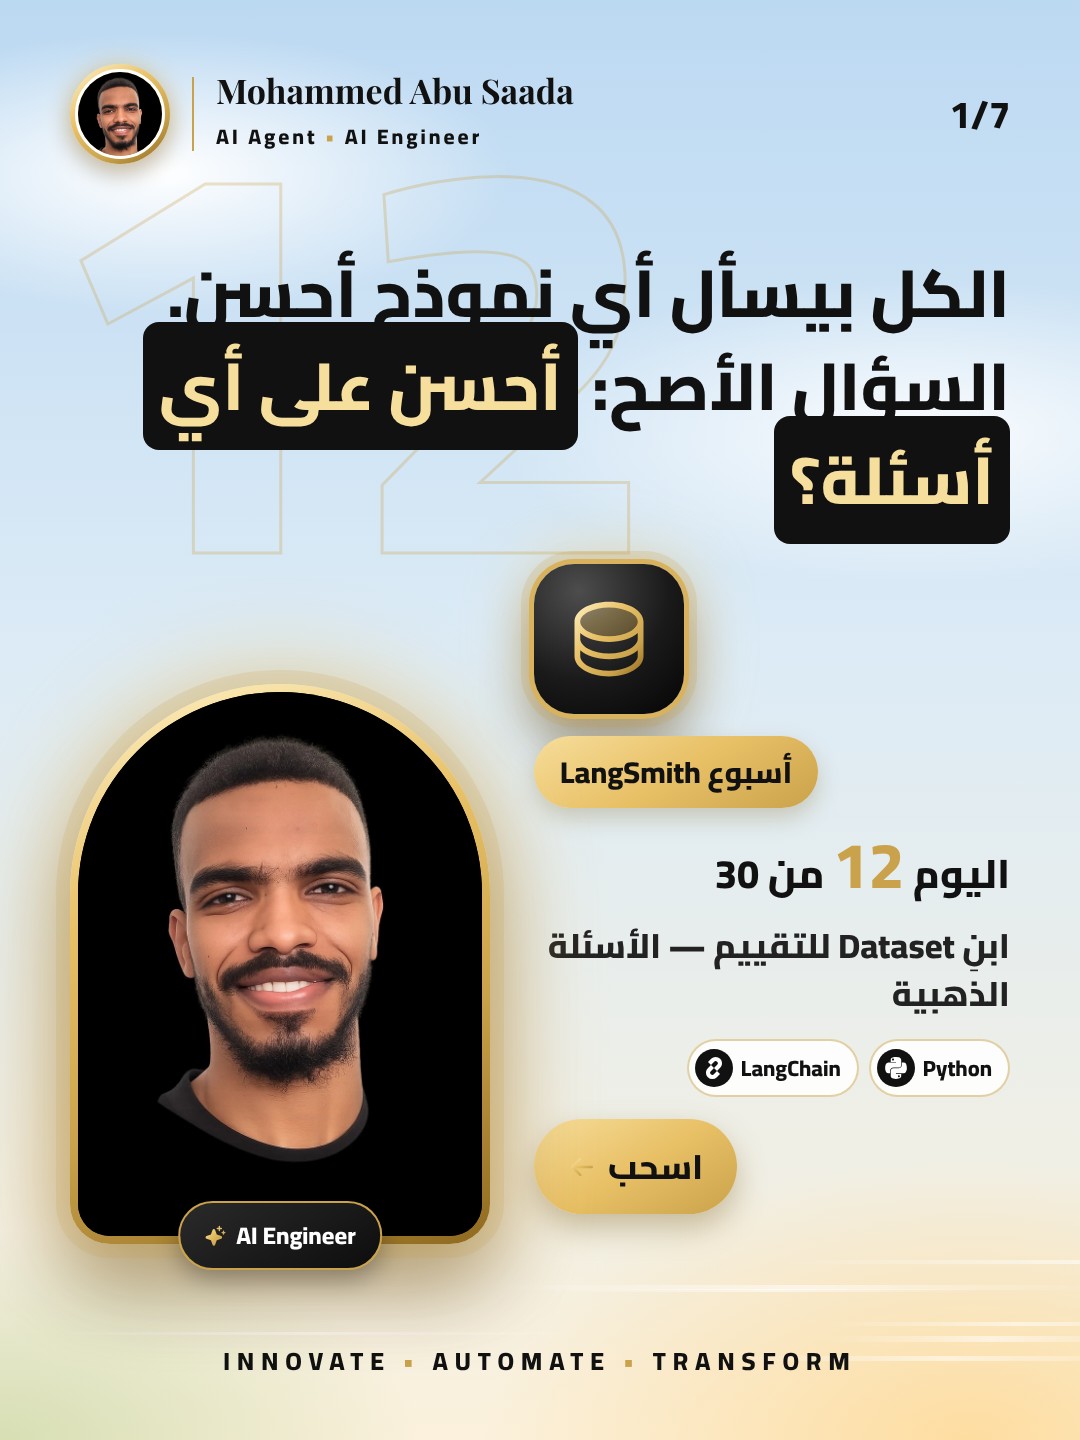 Mohammed Abu Saada
AI Agent ▪ AI Engineer
1/7
12
الكل بيسأل أي نموذج أحسن.
السؤال الأصح: أحسن على أي
أسئلة؟
أسبوع LangSmith
اليوم 12 من 30
ابنِ Dataset للتقييم — الأسئلة
الذهبية
Python
LangChain
اسحب ←
AI Engineer
INNOVATE ▪ AUTOMATE ▪ TRANSFORM